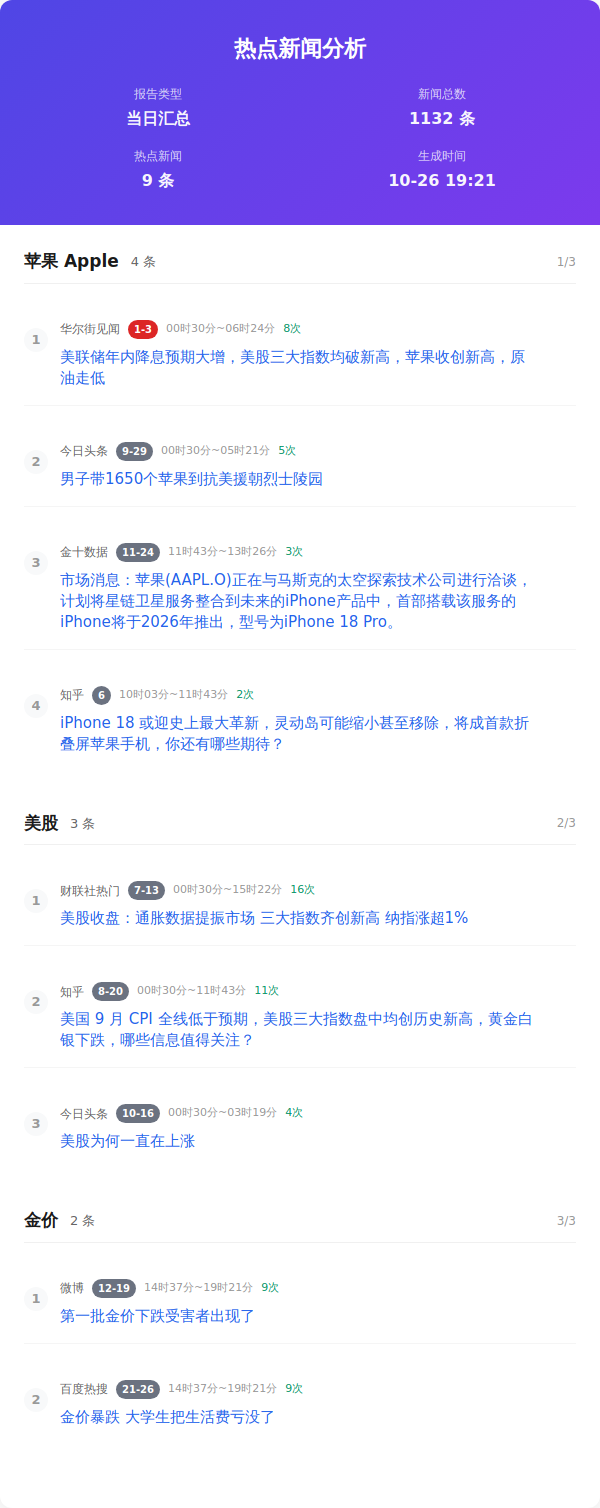 热点新闻分析
报告类型
新闻总数
当日汇总
1132 条
热点新闻
生成时间
9 条
10-26 19:21
苹果 Apple 4 条 1/3
1
华尔街见闻 1-3 00时30分~06时24分 8次
美联储年内降息预期大增，美股三大指数均破新高，苹果收创新高，原
油走低
2
今日头条 9-29 00时30分~05时21分 5次
男子带1650个苹果到抗美援朝烈士陵园
3
金十数据 11-24 11时43分~13时26分 3次
市场消息：苹果(AAPL.O)正在与马斯克的太空探索技术公司进行洽谈，
计划将星链卫星服务整合到未来的iPhone产品中，首部搭载该服务的
iPhone将于2026年推出，型号为iPhone 18 Pro。
4
知乎 6 10时03分~11时43分 2次
iPhone 18 或迎史上最大革新，灵动岛可能缩小甚至移除，将成首款折
叠屏苹果手机，你还有哪些期待？
美股 3 条 2/3
1
财联社热门 7-13 00时30分~15时22分 16次
美股收盘：通胀数据提振市场 三大指数齐创新高 纳指涨超1%
2
知乎 8-20 00时30分~11时43分 11次
美国 9 月 CPI 全线低于预期，美股三大指数盘中均创历史新高，黄金白
银下跌，哪些信息值得关注？
3
今日头条 10-16 00时30分~03时19分 4次
美股为何一直在上涨
金价 2 条 3/3
1
微博 12-19 14时37分~19时21分 9次
第一批金价下跌受害者出现了
2
百度热搜 21-26 14时37分~19时21分 9次
金价暴跌 大学生把生活费亏没了